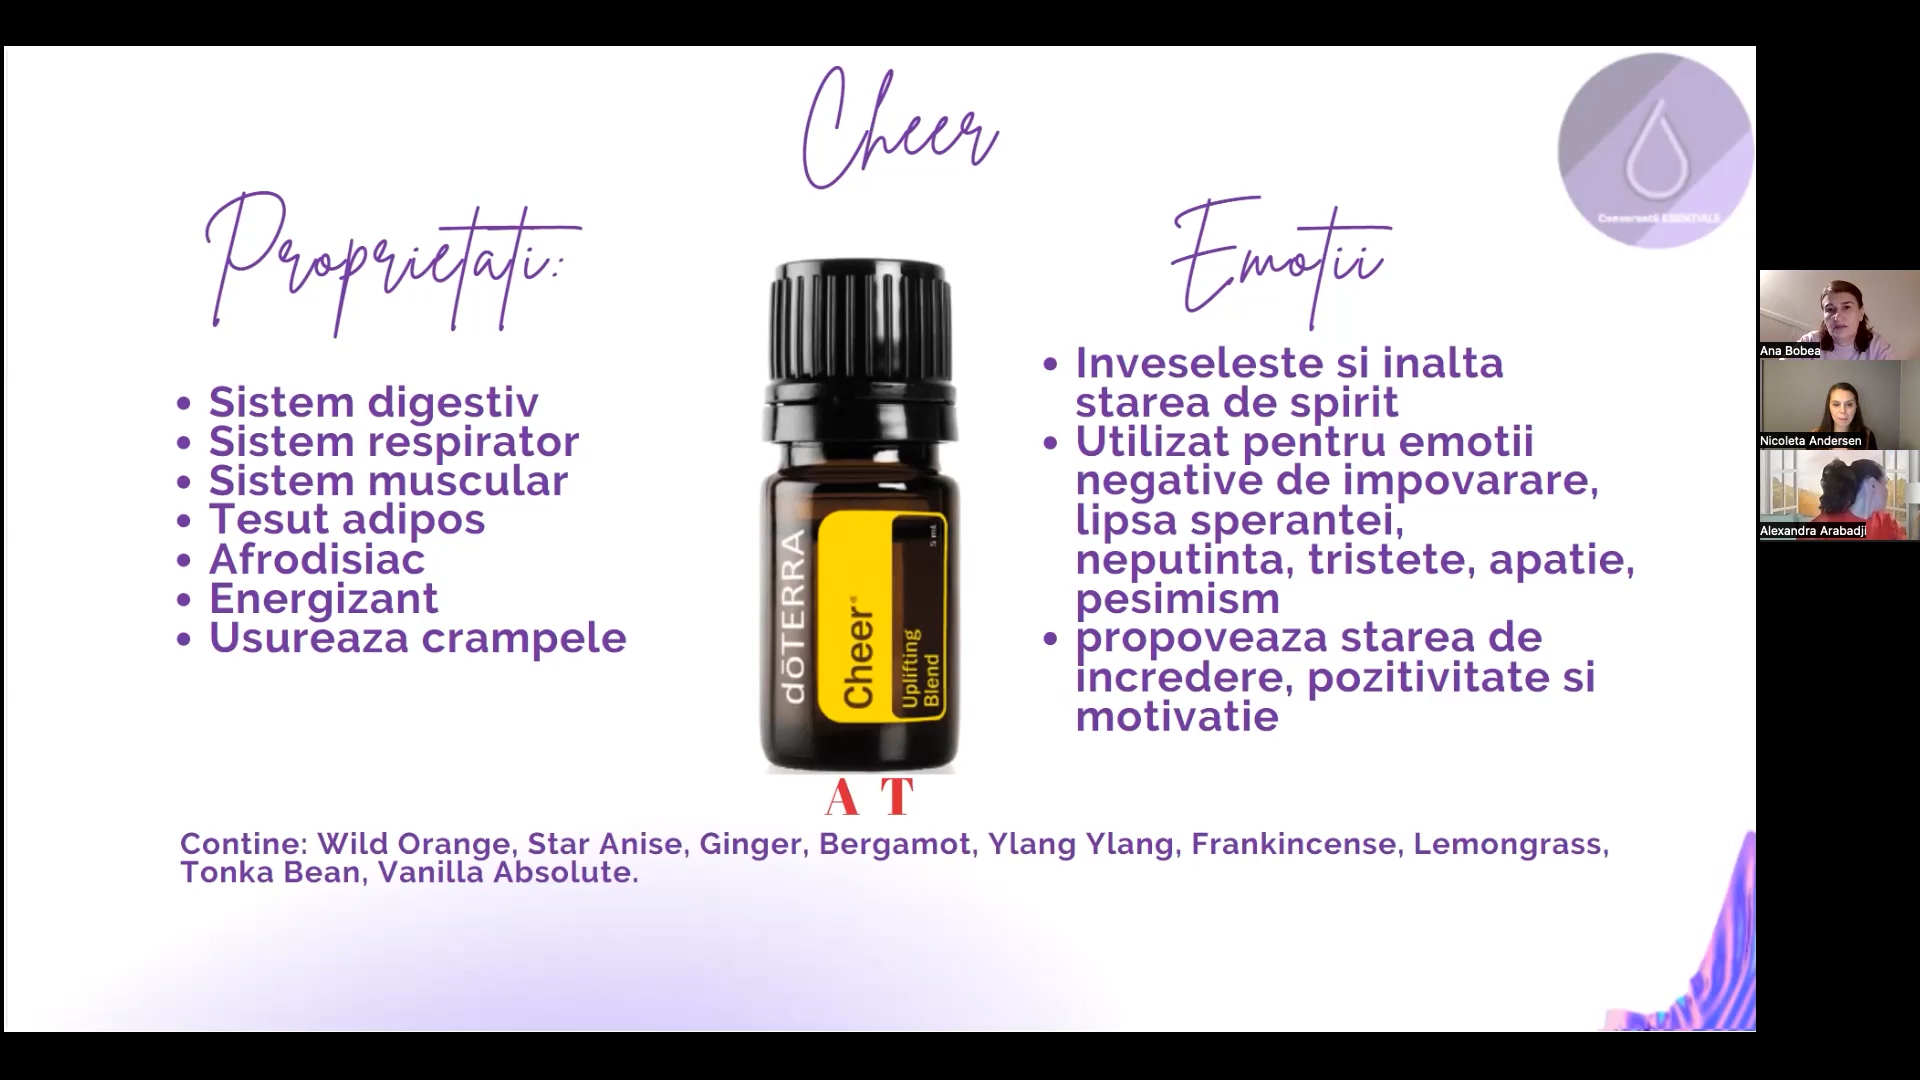 Cheer
Conversatii ESENTIALE
Proprietati:
Sistem digestiv
Sistem respirator
Sistem muscular
Tesut adipos
Afrodisiac
Energizant
Usureaza crampele
dōTERRA
Cheer®
Uplifting
Blend
5 mL
Emotii
Inveseleste si inalta
starea de spirit
Utilizat pentru emotii
negative de impovarare,
lipsa sperantei,
neputinta, tristete, apatie,
pesimism
propoveaza starea de
incredere, pozitivitate si
motivatie
A T
Contine: Wild Orange, Star Anise, Ginger, Bergamot, Ylang Ylang, Frankincense, Lemongrass,
Tonka Bean, Vanilla Absolute.
Ana Bobea
Nicoleta Andersen
Alexandra Arabadji